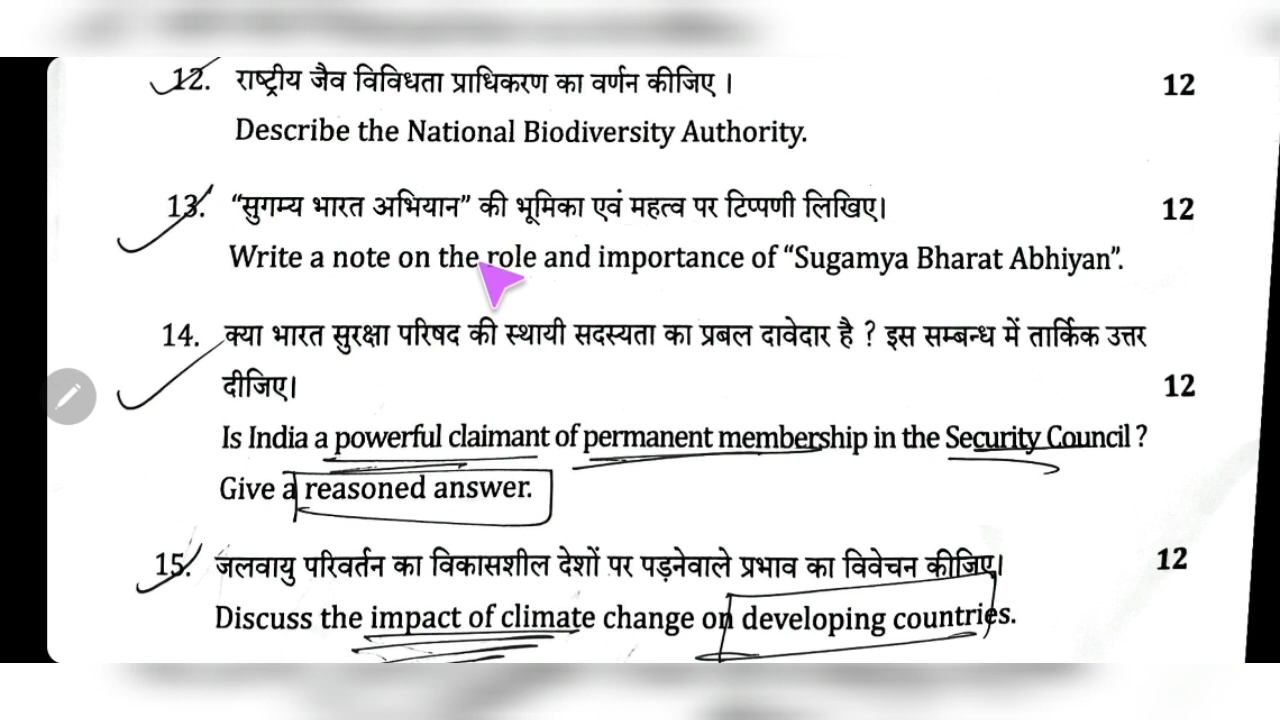 12. राष्ट्रीय जैव विविधता प्राधिकरण का वर्णन कीजिए । 12
Describe the National Biodiversity Authority.
13. “सुगम्य भारत अभियान” की भूमिका एवं महत्व पर टिप्पणी लिखिए। 12
Write a note on the role and importance of “Sugamya Bharat Abhiyan”.
14. क्या भारत सुरक्षा परिषद की स्थायी सदस्यता का प्रबल दावेदार है ? इस सम्बन्ध में तार्किक उत्तर
दीजिए। 12
Is India a powerful claimant of permanent membership in the Security Council ?
Give a reasoned answer.
15. जलवायु परिवर्तन का विकासशील देशों पर पड़नेवाले प्रभाव का विवेचन कीजिए। 12
Discuss the impact of climate change on developing countries.